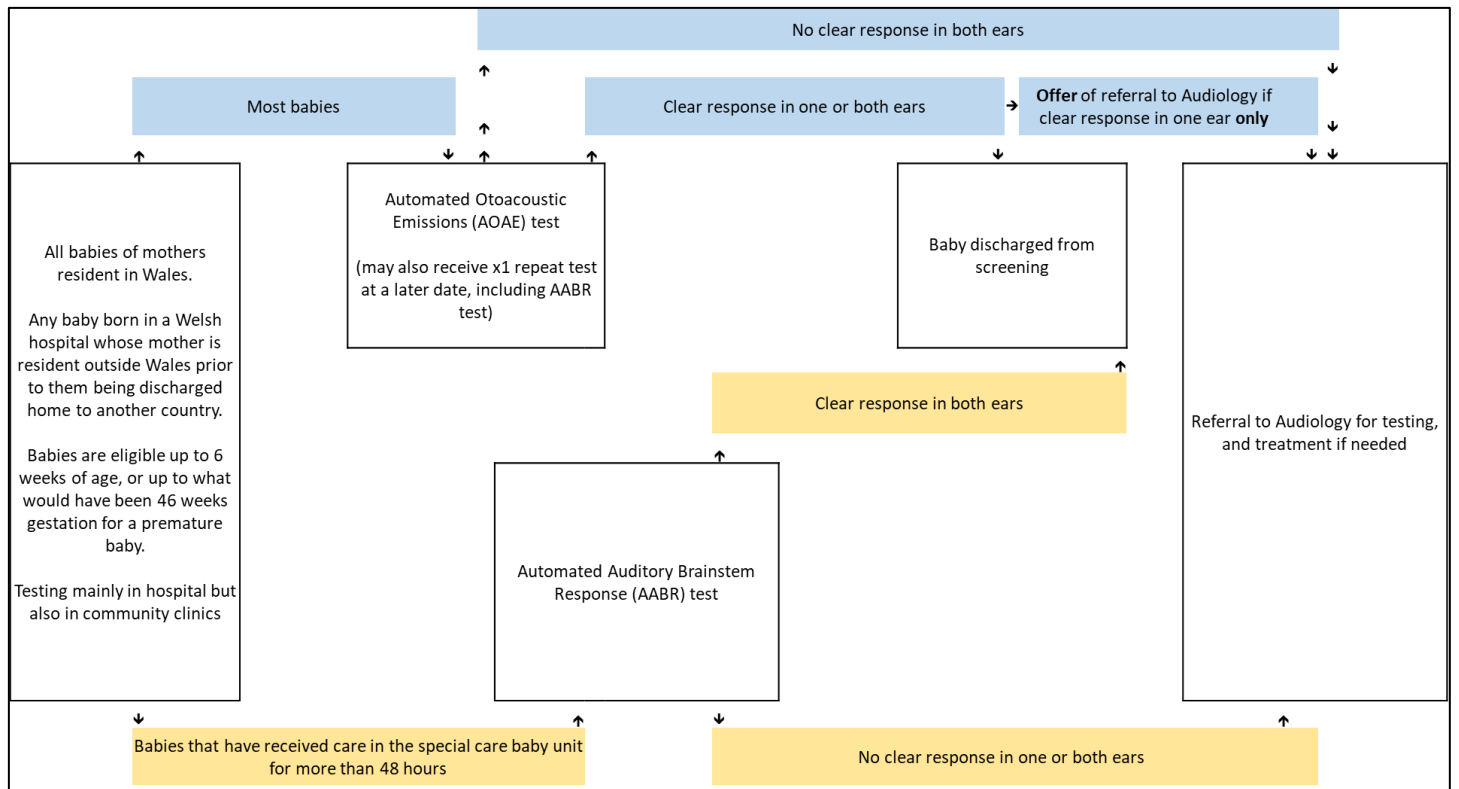 No clear response in both ears
Most babies
Clear response in one or both ears
Offer of referral to Audiology if
clear response in one ear only
All babies of mothers
resident in Wales.
Any baby born in a Welsh
hospital whose mother is
resident outside Wales prior
to them being discharged
home to another country.
Babies are eligible up to 6
weeks of age, or up to what
would have been 46 weeks
gestation for a premature
baby.
Testing mainly in hospital but
also in community clinics
Automated Otoacoustic
Emissions (AOAE) test
(may also receive x1 repeat test
at a later date, including AABR
test)
Baby discharged from
screening
Referral to Audiology for testing,
and treatment if needed
Clear response in both ears
Automated Auditory Brainstem
Response (AABR) test
Babies that have received care in the special care baby unit
for more than 48 hours
No clear response in one or both ears